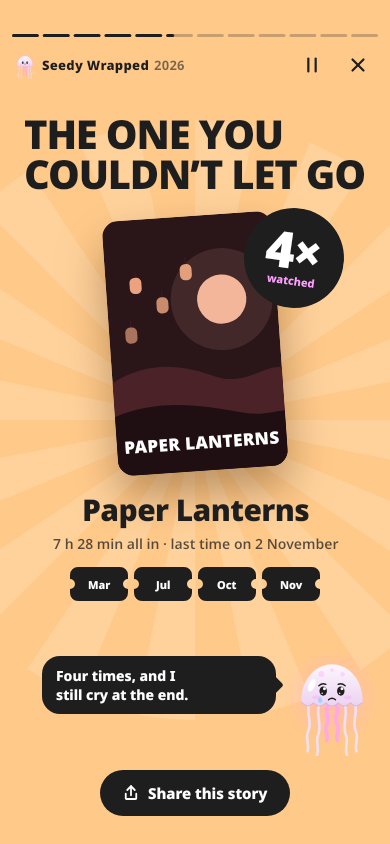 Seedy Wrapped 2026
THE ONE YOU
COULDN'T LET GO
4×
watched
PAPER LANTERNS
Paper Lanterns
7 h 28 min all in · last time on 2 November
Mar Jul Oct Nov
Four times, and I
still cry at the end.
Share this story